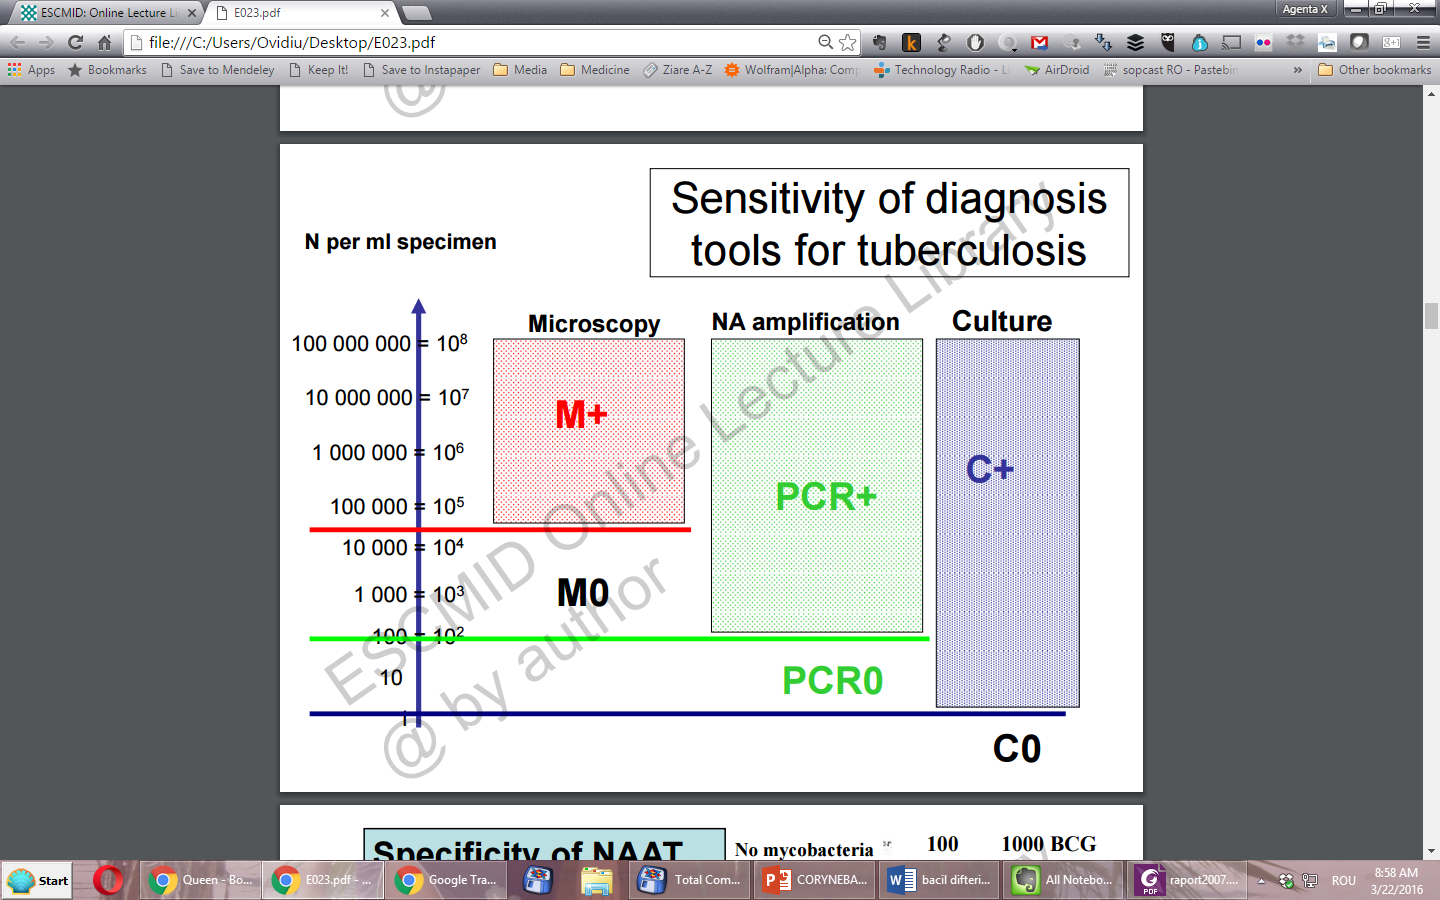 ESCMID: Online Lecture Li
E023.pdf
Agenta X
file:///C:/Users/Ovidiu/Desktop/E023.pdf
Apps
Bookmarks
Save to Mendeley
Keep It!
Save to Instapaper
Media
Medicine
Ziare A-Z
Wolfram|Alpha: Comp
Technology Radio - Li
AirDroid
sopcast RO - Pastebin
» Other bookmarks
@
Sensitivity of diagnosis
tools for tuberculosis
N per ml specimen
Microscopy
NA amplification
Culture
100 000 000 = 10⁸
10 000 000 = 10⁷
1 000 000 = 10⁶
100 000 = 10⁵
10 000 = 10⁴
1 000 = 10³
100 = 10²
10
1
M+
PCR+
C+
M0
PCR0
C0
ESCMID Online Lecture Library
@ by author
Specificity of NAAT
No mycobacteria
100
1000 BCG
Start
Queen - Bo...
E023.pdf - ...
Google Tra...
Total Com...
CORYNEBA...
bacil difteri...
All Notebo...
raport2007....
ROU
8:58 AM
3/22/2016